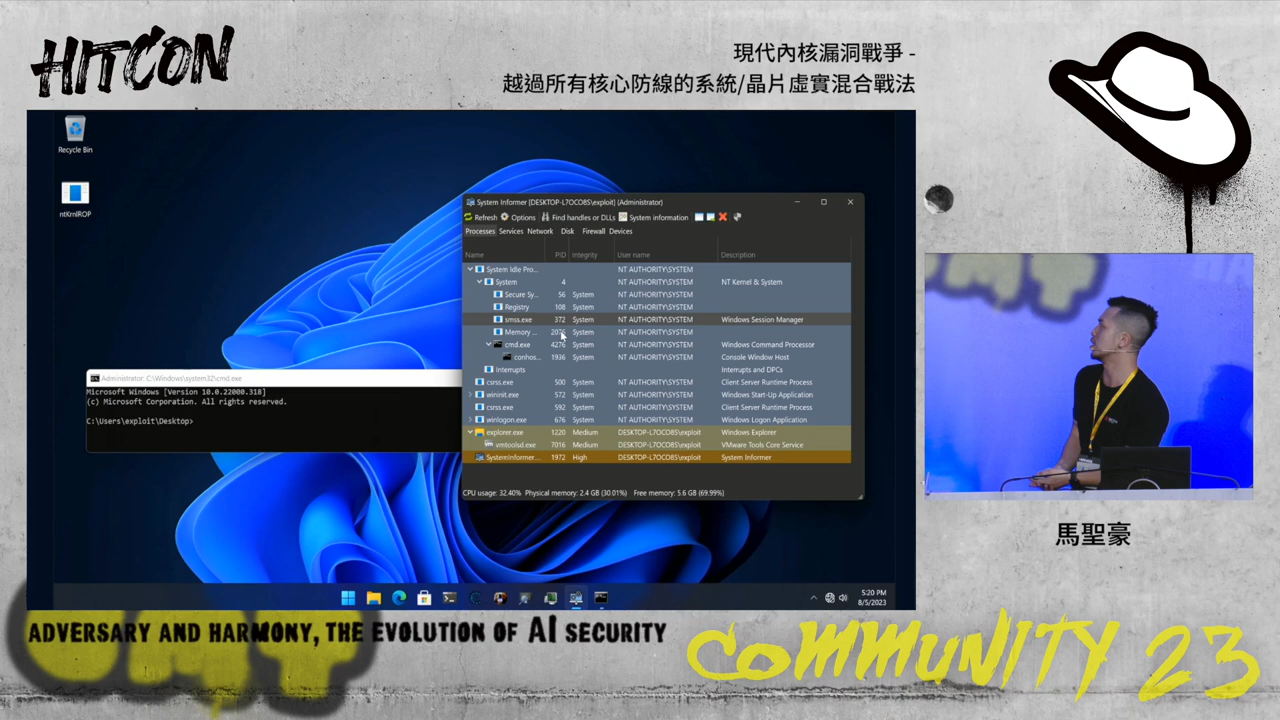 HITCON
現代內核漏洞戰爭 -
越過所有核心防線的系統/晶片虛實混合戰法
Recycle Bin
ntKrnlROP
System Informer [DESKTOP-L7OCO8S\exploit] (Administrator)
Refresh Options Find handles or DLLs System information
Processes Services Network Disk Firewall Devices
Name PID Integrity User name Description
System Idle Pro... NT AUTHORITY\SYSTEM
System 4 NT AUTHORITY\SYSTEM NT Kernel & System
Secure Sy... 56 System NT AUTHORITY\SYSTEM
Registry 108 System NT AUTHORITY\SYSTEM
smss.exe 372 System NT AUTHORITY\SYSTEM Windows Session Manager
Memory ... 2076 System NT AUTHORITY\SYSTEM
cmd.exe 4276 System NT AUTHORITY\SYSTEM Windows Command Processor
conhos... 1936 System NT AUTHORITY\SYSTEM Console Window Host
Interrupts Interrupts and DPCs
csrss.exe 500 System NT AUTHORITY\SYSTEM Client Server Runtime Process
wininit.exe 572 System NT AUTHORITY\SYSTEM Windows Start-Up Application
csrss.exe 592 System NT AUTHORITY\SYSTEM Client Server Runtime Process
winlogon.exe 676 System NT AUTHORITY\SYSTEM Windows Logon Application
explorer.exe 1220 Medium DESKTOP-L7OCO8S\exploit Windows Explorer
vmtoolsd.exe 7016 Medium DESKTOP-L7OCO8S\exploit VMware Tools Core Service
SystemInformer... 1972 High DESKTOP-L7OCO8S\exploit System Informer
CPU usage: 32.40% Physical memory: 2.4 GB (30.01%) Free memory: 5.6 GB (69.99%)
Administrator: C:\Windows\system32\cmd.exe
Microsoft Windows [Version 10.0.22000.318]
(c) Microsoft Corporation. All rights reserved.
C:\Users\exploit\Desktop>
5:20 PM
8/5/2023
馬聖豪
ADVERSARY AND HARMONY, THE EVOLUTION OF AI SECURITY
COMMUNITY 23